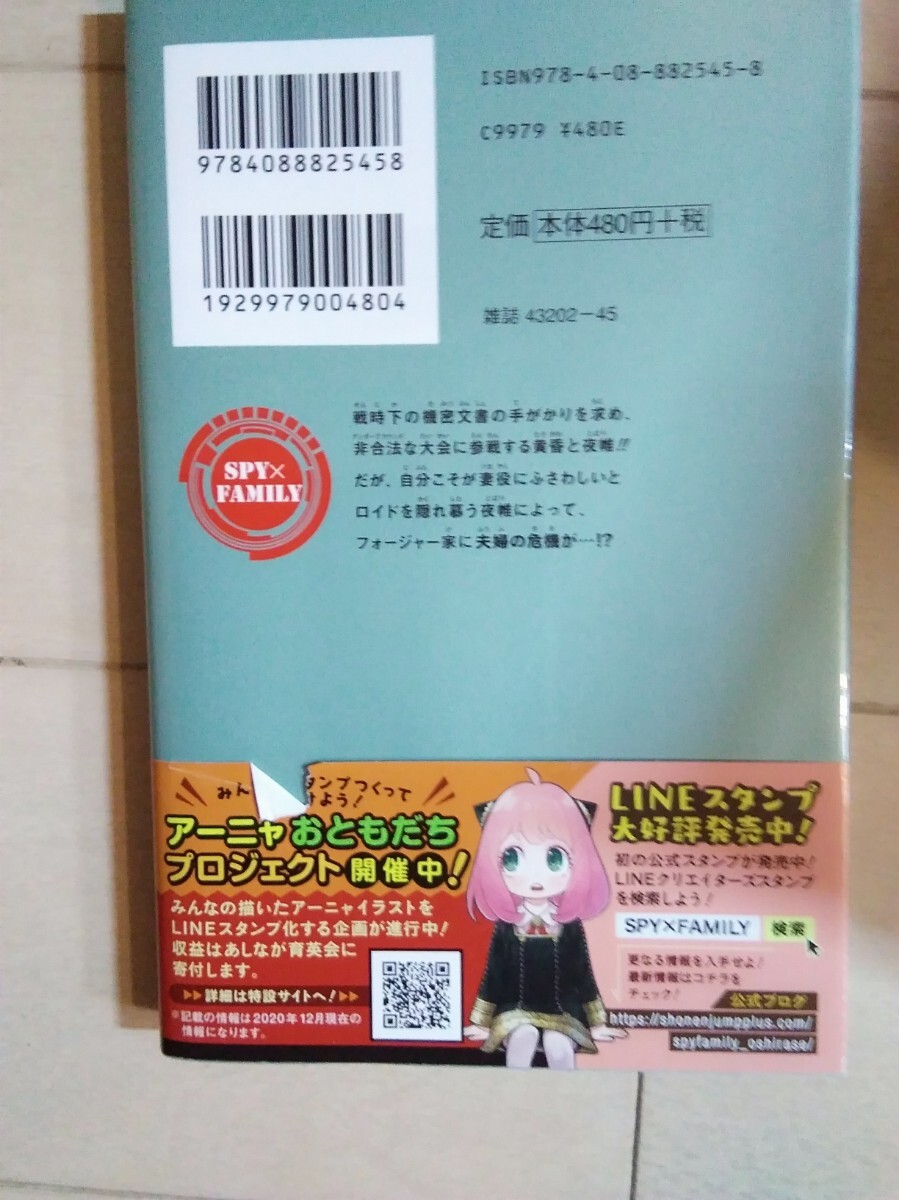 ISBN978-4-08-882545-8
C9979 ¥480E
9784088825458
1929979004804
定価 本体480円+税
雑誌 43202-45
SPY×
FAMILY
戦時下の機密文書の手がかりを求め、
非合法な大会に参戦する黄昏と夜帷!!
だが、自分こそが妻役にふさわしいと
ロイドを隠れ慕う夜帷によって、
フォージャー家に夫婦の危機が…!?
みん タンプつくって
けよう!
アーニャおともだち
プロジェクト開催中!
みんなの描いたアーニャイラストを
LINEスタンプ化する企画が進行中!
収益はあしなが育英会に
寄付します。
▶▶詳細は特設サイトへ!▶▶
※記載の情報は2020年12月現在の
情報になります。
LINEスタンプ
大好評発売中!
初の公式スタンプが発売中!
LINEクリエイターズスタンプ
を検索しよう!
SPY×FAMILY 検索
更なる情報を入手せよ!
最新情報はコチラを
チェック!
公式ブログ
https://shonenjumpplus.com/
spyfamily_oshirase/